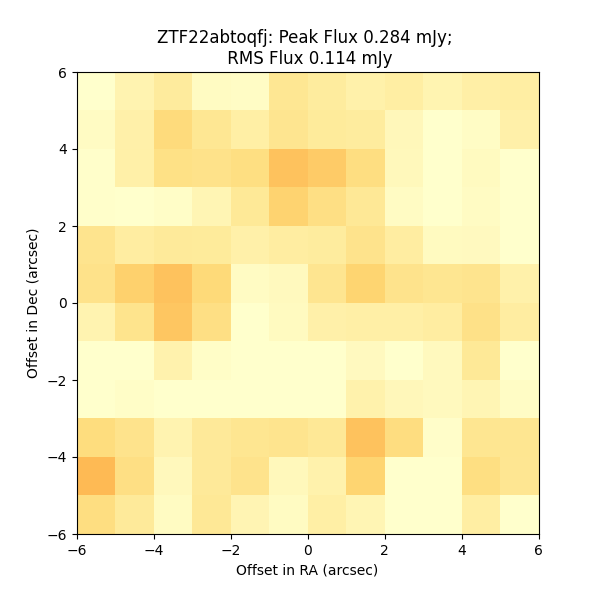 ZTF22abtoqfj: Peak Flux 0.284 mJy;
RMS Flux 0.114 mJy
6
4
2
0
−2
−4
−6
Offset in Dec (arcsec)
−6 −4 −2 0 2 4 6
Offset in RA (arcsec)